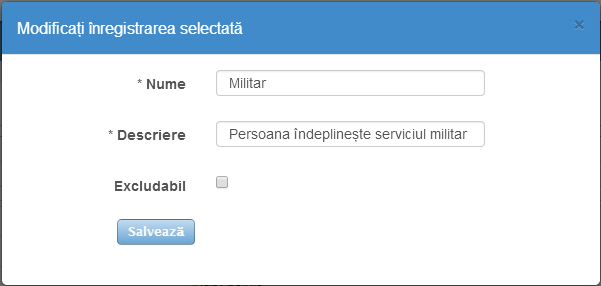 Modificați înregistrarea selectată
×
* Nume Militar
* Descriere Persoana îndeplinește serviciul militar
Excludabil
Salvează